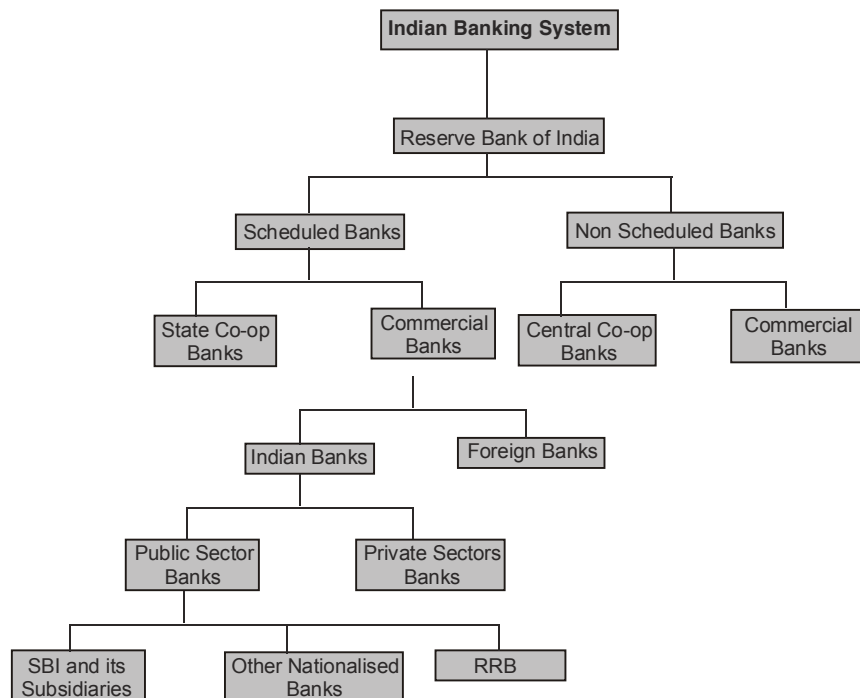 Indian Banking System
Reserve Bank of India
Scheduled Banks
Non Scheduled Banks
State Co-op
Banks
Commercial
Banks
Central Co-op
Banks
Commercial
Banks
Indian Banks
Foreign Banks
Public Sector
Banks
Private Sectors
Banks
SBI and its
Subsidiaries
Other Nationalised
Banks
RRB